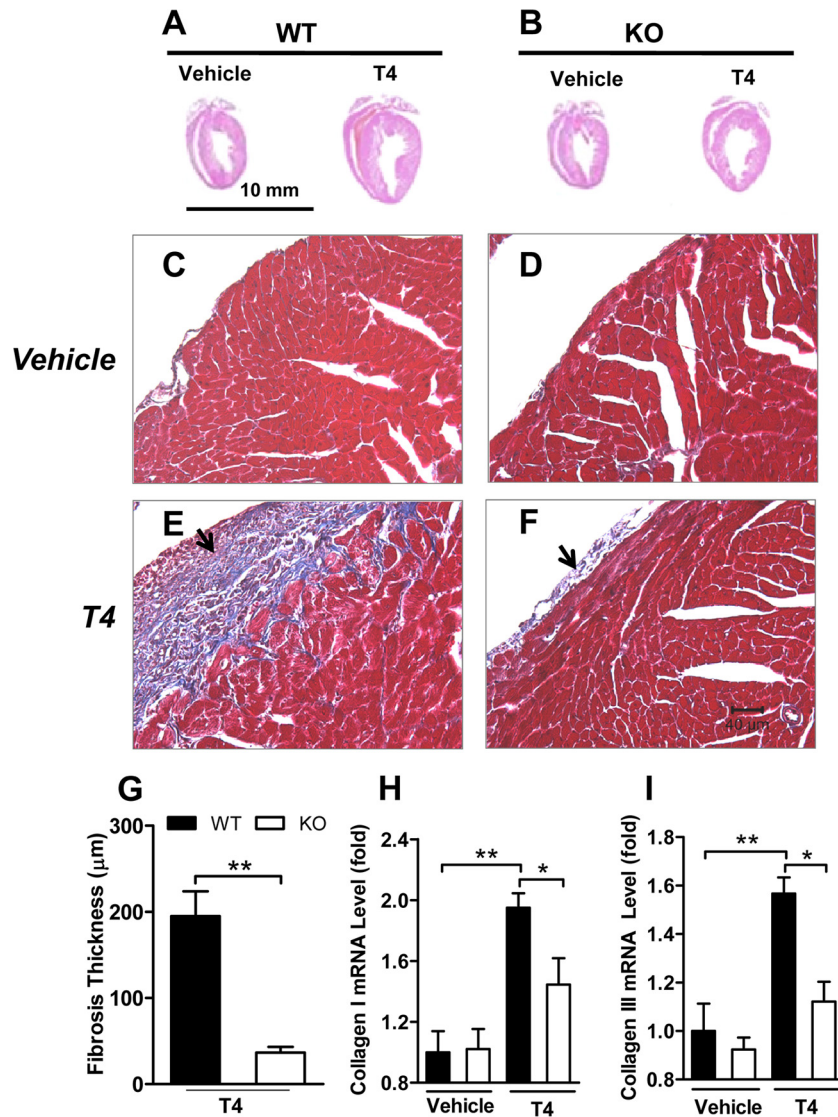 A B
WT KO
Vehicle T4 Vehicle T4
10 mm
C D
Vehicle
E F
T4
40 μm
G H I
WT KO
Fibrosis Thickness (μm)
300
200
100
0
**
T4
Collagen I mRNA Level (fold)
2.4
2.0
1.6
1.2
0.8
**
*
Vehicle T4
Collagen III mRNA Level (fold)
1.8
1.6
1.4
1.2
1.0
0.8
**
*
Vehicle T4